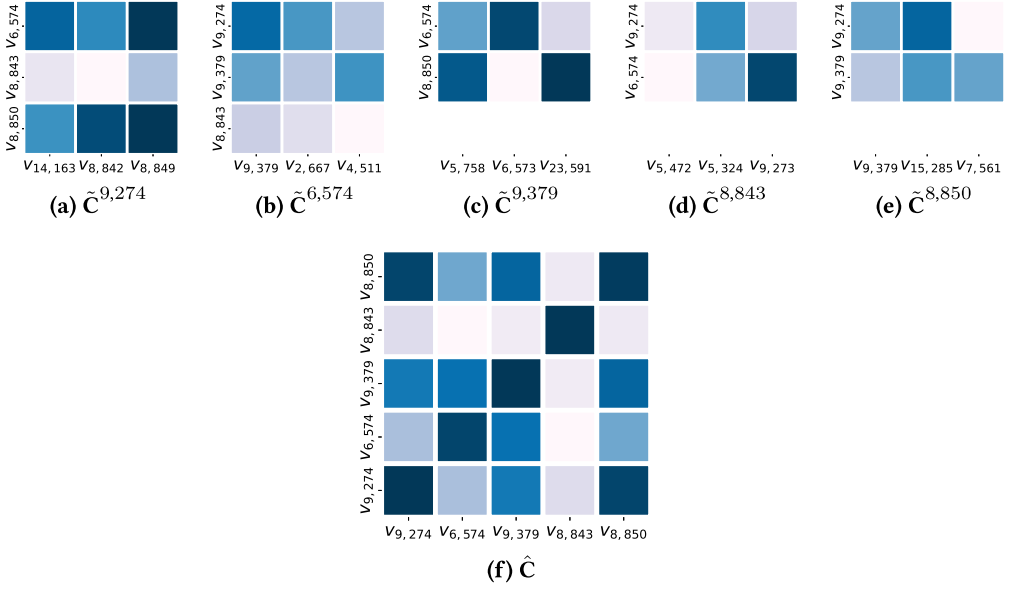 v6,574
v8,843
v8,850
v14,163 v8,842 v8,849
(a) C̃9,274
v9,274
v9,379
v8,843
v9,379 v2,667 v4,511
(b) C̃6,574
v6,574
v8,850
v5,758 v6,573 v23,591
(c) C̃9,379
v9,274
v6,574
v5,472 v5,324 v9,273
(d) C̃8,843
v9,274
v9,379
v9,379 v15,285 v7,561
(e) C̃8,850
v8,850
v8,843
v9,379
v6,574
v9,274
v9,274 v6,574 v9,379 v8,843 v8,850
(f) Ĉ